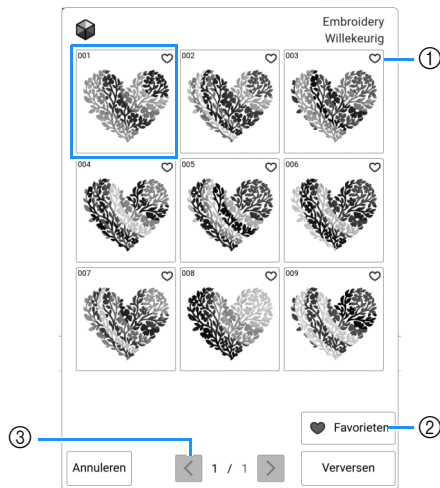 Embroidery
Willekeurig
001 002 003
①
004 005 006
007 008 009
Favorieten
②
③
Annuleren 1 / 1 Verversen